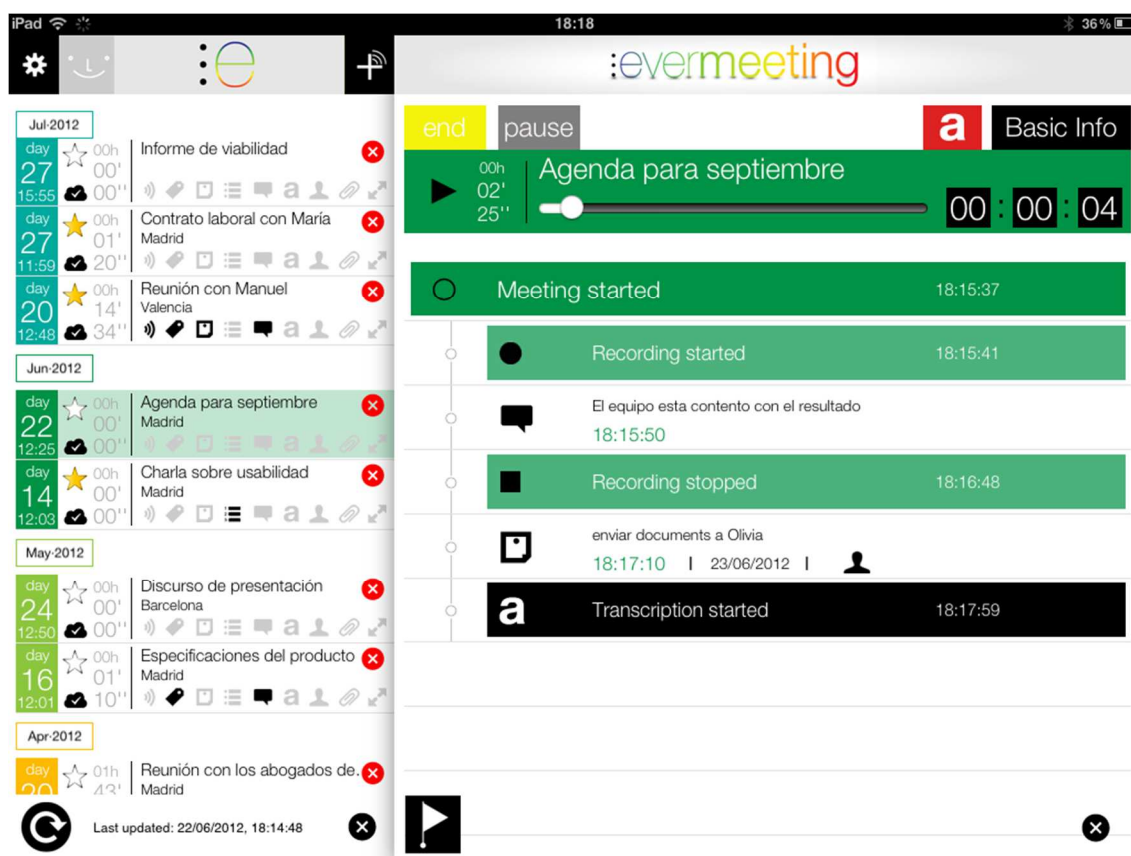 iPad 18:18 36%
:e
:evermeeting
Jul·2012
day 27 15:55
00h 00' 00''
Informe de viabilidad
a
day 27 11:59
00h 01' 20''
Contrato laboral con María
Madrid
a
day 20 12:48
00h 14' 34''
Reunión con Manuel
Valencia
a
Jun·2012
day 22 12:25
00h 00' 00''
Agenda para septiembre
Madrid
a
day 14 12:03
00h 00' 00''
Charla sobre usabilidad
Madrid
a
May·2012
day 24 12:50
00h 00' 00''
Discurso de presentación
Barcelona
a
day 16 12:01
00h 01' 10''
Especificaciones del producto
Madrid
a
Apr·2012
day 20
01h 43'
Reunión con los abogados de.
Madrid
Last updated: 22/06/2012, 18:14:48
end pause a Basic Info
00h 02' 25''
Agenda para septiembre
00 : 00 : 04
Meeting started 18:15:37
Recording started 18:15:41
El equipo esta contento con el resultado
18:15:50
Recording stopped 18:16:48
enviar documents a Olivia
18:17:10 | 23/06/2012 |
a Transcription started 18:17:59